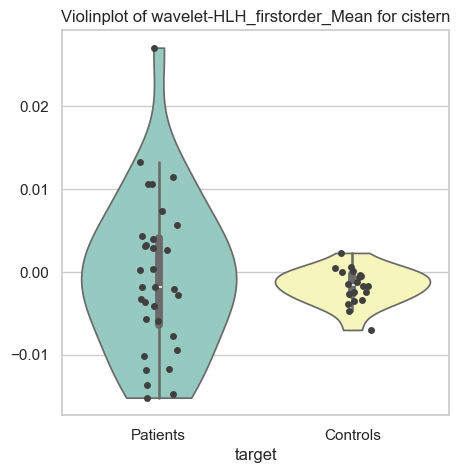 Violinplot of wavelet-HLH_firstorder_Mean for cistern
0.02
0.01
0.00
−0.01
Patients Controls
target